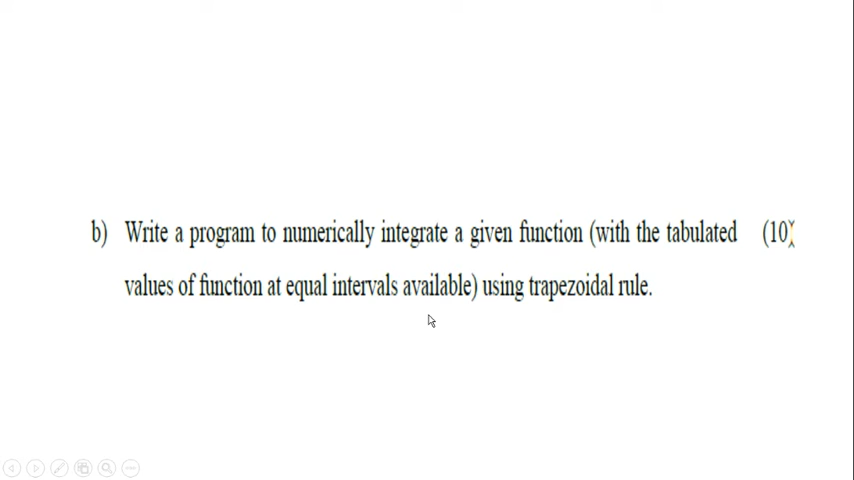 b) Write a program to numerically integrate a given function (with the tabulated (10)
values of function at equal intervals available) using trapezoidal rule.